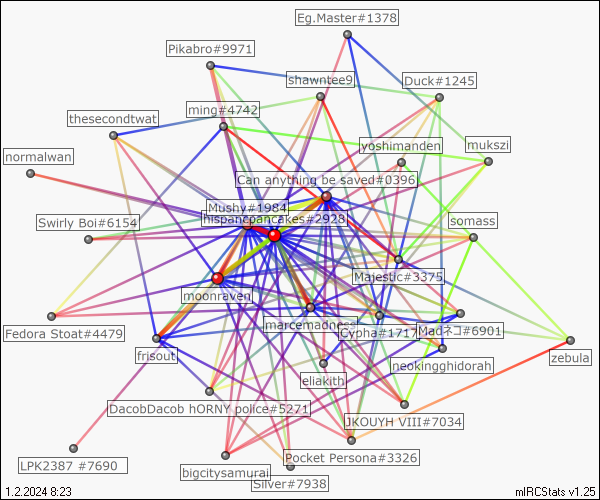 Eg.Master#1378
Pikabro#9971
shawntee9
Duck#1245
ming#4742
thesecondtwat
yoshimanden
mukszi
normalwan
Can anything be saved#0396
Mushy#1984
hispancpancakes#2928
Swirly Boi#6154
somass
Majestic#3375
moonraven
marcemadness
Cypha#1717
Madネコ#6901
Fedora Stot#4479
frisout
zebula
neokingghidorah
eliakith
DacobDacob hORNY police#5271
JKOUYH VIII#7034
Pocket Persona#3326
LPK2387 #7690
bigcitysamurai
Silver#7938
1.2.2024 8:23
mIRCStats v1.25